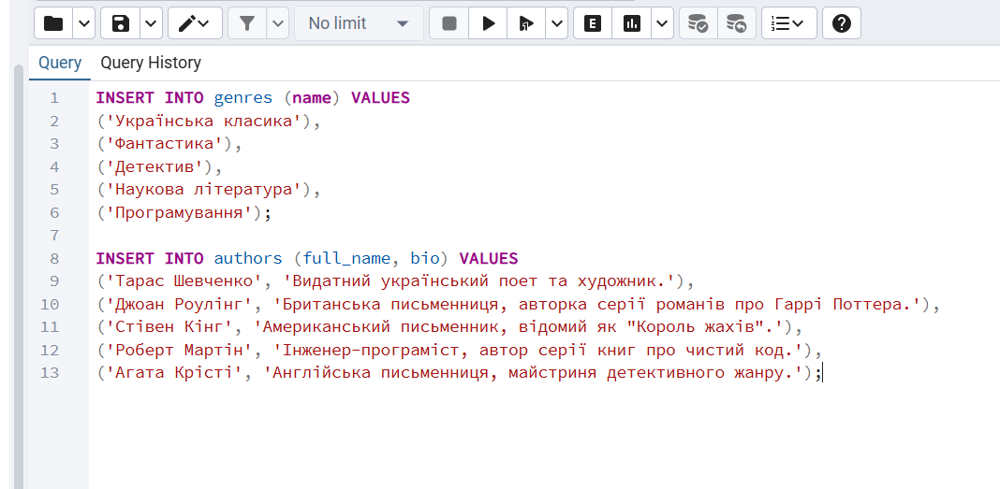 No limit
E
Query Query History
1 INSERT INTO genres (name) VALUES
2 ('Українська класика'),
3 ('Фантастика'),
4 ('Детектив'),
5 ('Наукова література'),
6 ('Програмування');
7
8 INSERT INTO authors (full_name, bio) VALUES
9 ('Тарас Шевченко', 'Видатний український поет та художник.'),
10 ('Джоан Роулінг', 'Британська письменниця, авторка серії романів про Гаррі Поттера.'),
11 ('Стівен Кінг', 'Американський письменник, відомий як "Король жахів".'),
12 ('Роберт Мартін', 'Інженер-програміст, автор серії книг про чистий код.'),
13 ('Агата Крісті', 'Англійська письменниця, майстриня детективного жанру.');